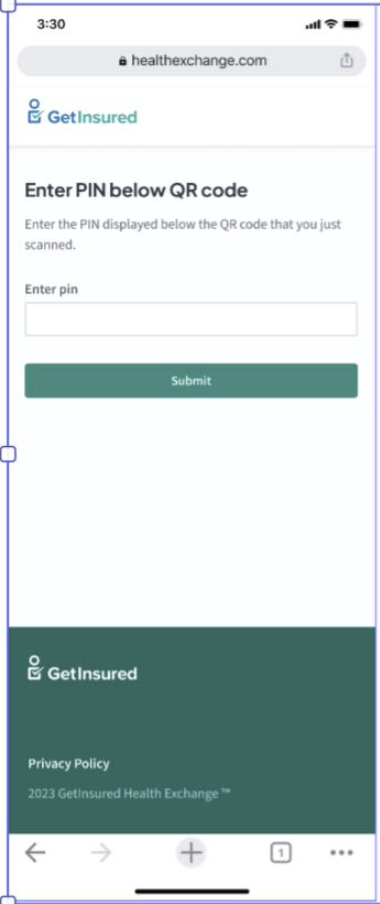 3:30
healthexchange.com
GetInsured
Enter PIN below QR code
Enter the PIN displayed below the QR code that you just
scanned.
Enter pin
Submit
GetInsured
Privacy Policy
2023 GetInsured Health Exchange ™
1